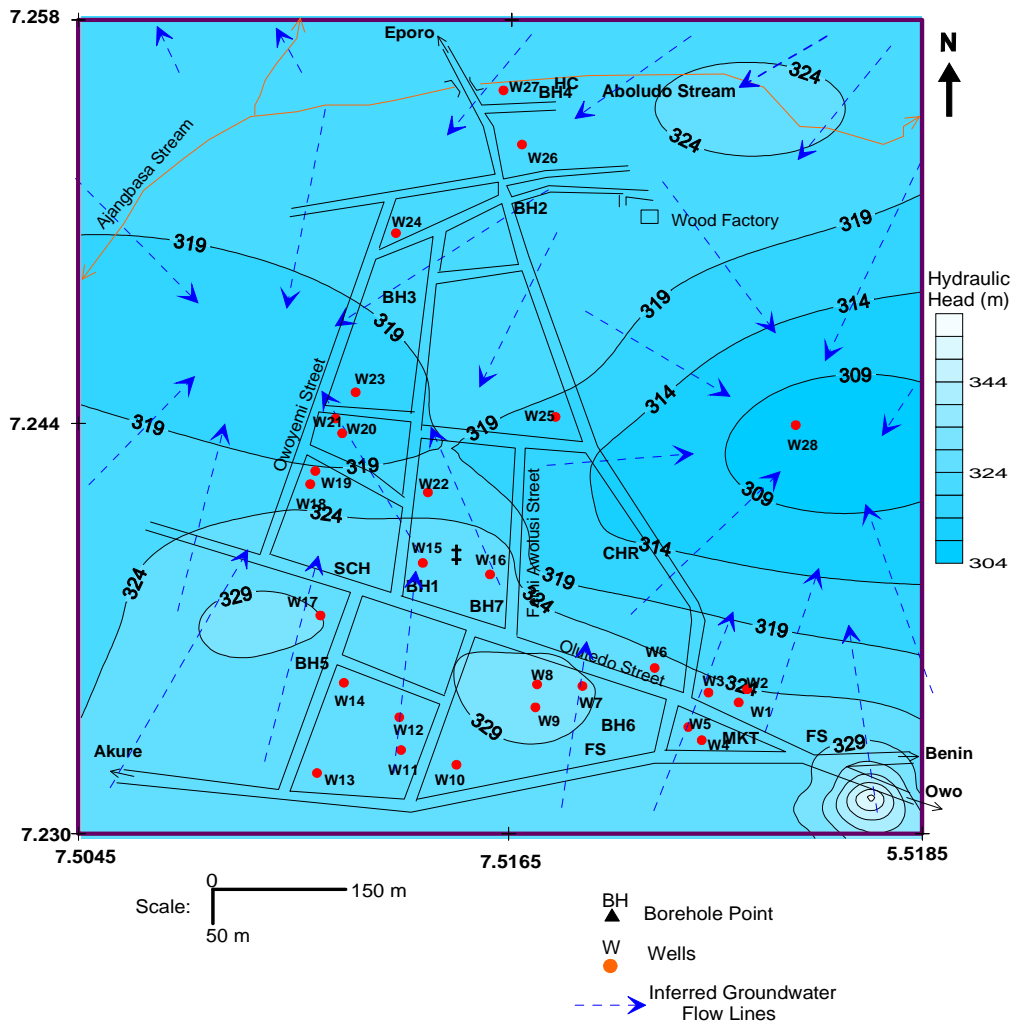 7.258
Eporo
N
324
W27
HC
BH4
Aboludo Stream
324
Ajangbasa Stream
W26
BH2
Wood Factory
319
W24
319
Hydraulic
Head (m)
BH3
314
319
319
344
309
W23
314
Owoyemi Street
7.244
319
W21
W20
319
W25
W28
319
W19
324
W18
W22
309
324
314
W15
‡
W16
CHR
SCH
BH1
Femi Awolusi Street
304
324
319
324
329
W17
BH7
319
Olutedo Street
BH5
W6
W8
W7
W3
324
W2
W14
W9
W1
329
BH6
W5
MKT
FS
W12
W4
329
Akure
FS
Benin
W11
W13
W10
Owo
7.230
7.5045
7.5165
5.5185
0
150 m
Scale:
50 m
BH
Borehole Point
W
Wells
Inferred Groundwater
Flow Lines